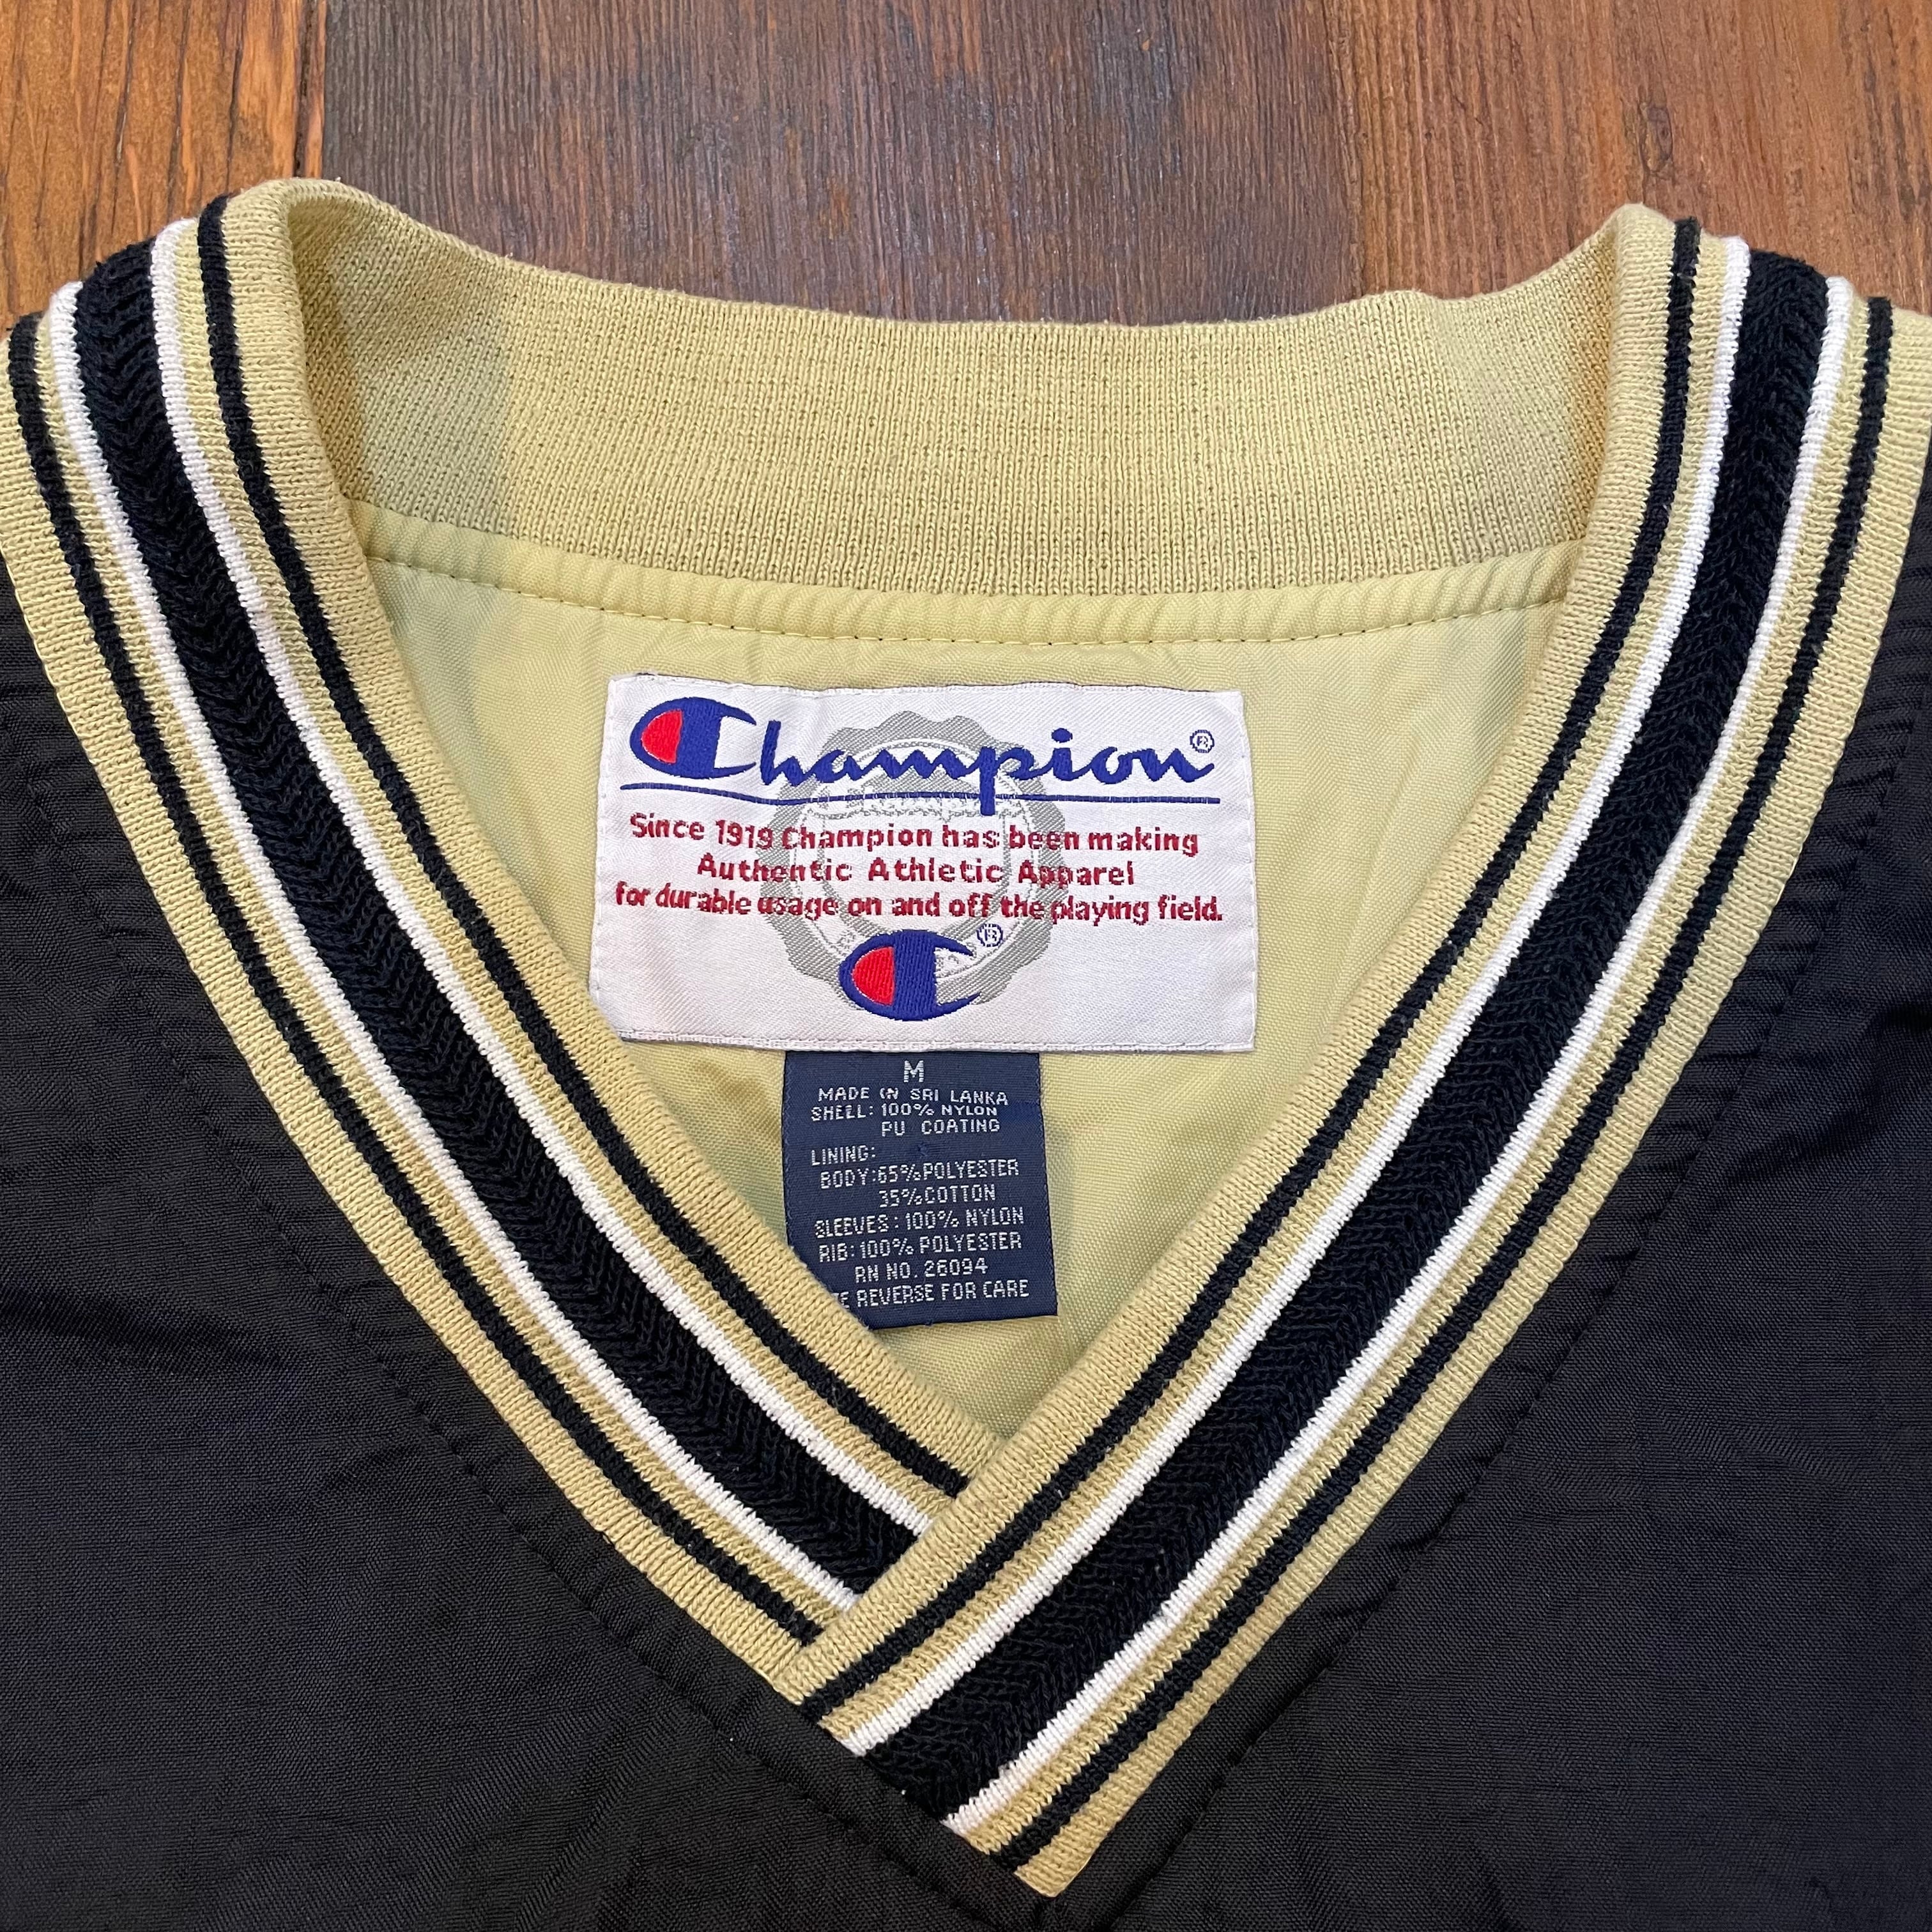 Champion®
Since 1919 Champion has been making
Authentic Athletic Apparel
for durable usage on and off the playing field.
®
M
MADE IN SRI LANKA
SHELL: 100% NYLON
PU COATING
LINING:
BODY:65%POLYESTER
35%COTTON
SLEEVES: 100% NYLON
RIB: 100% POLYESTER
RN NO. 26094
REVERSE FOR CARE